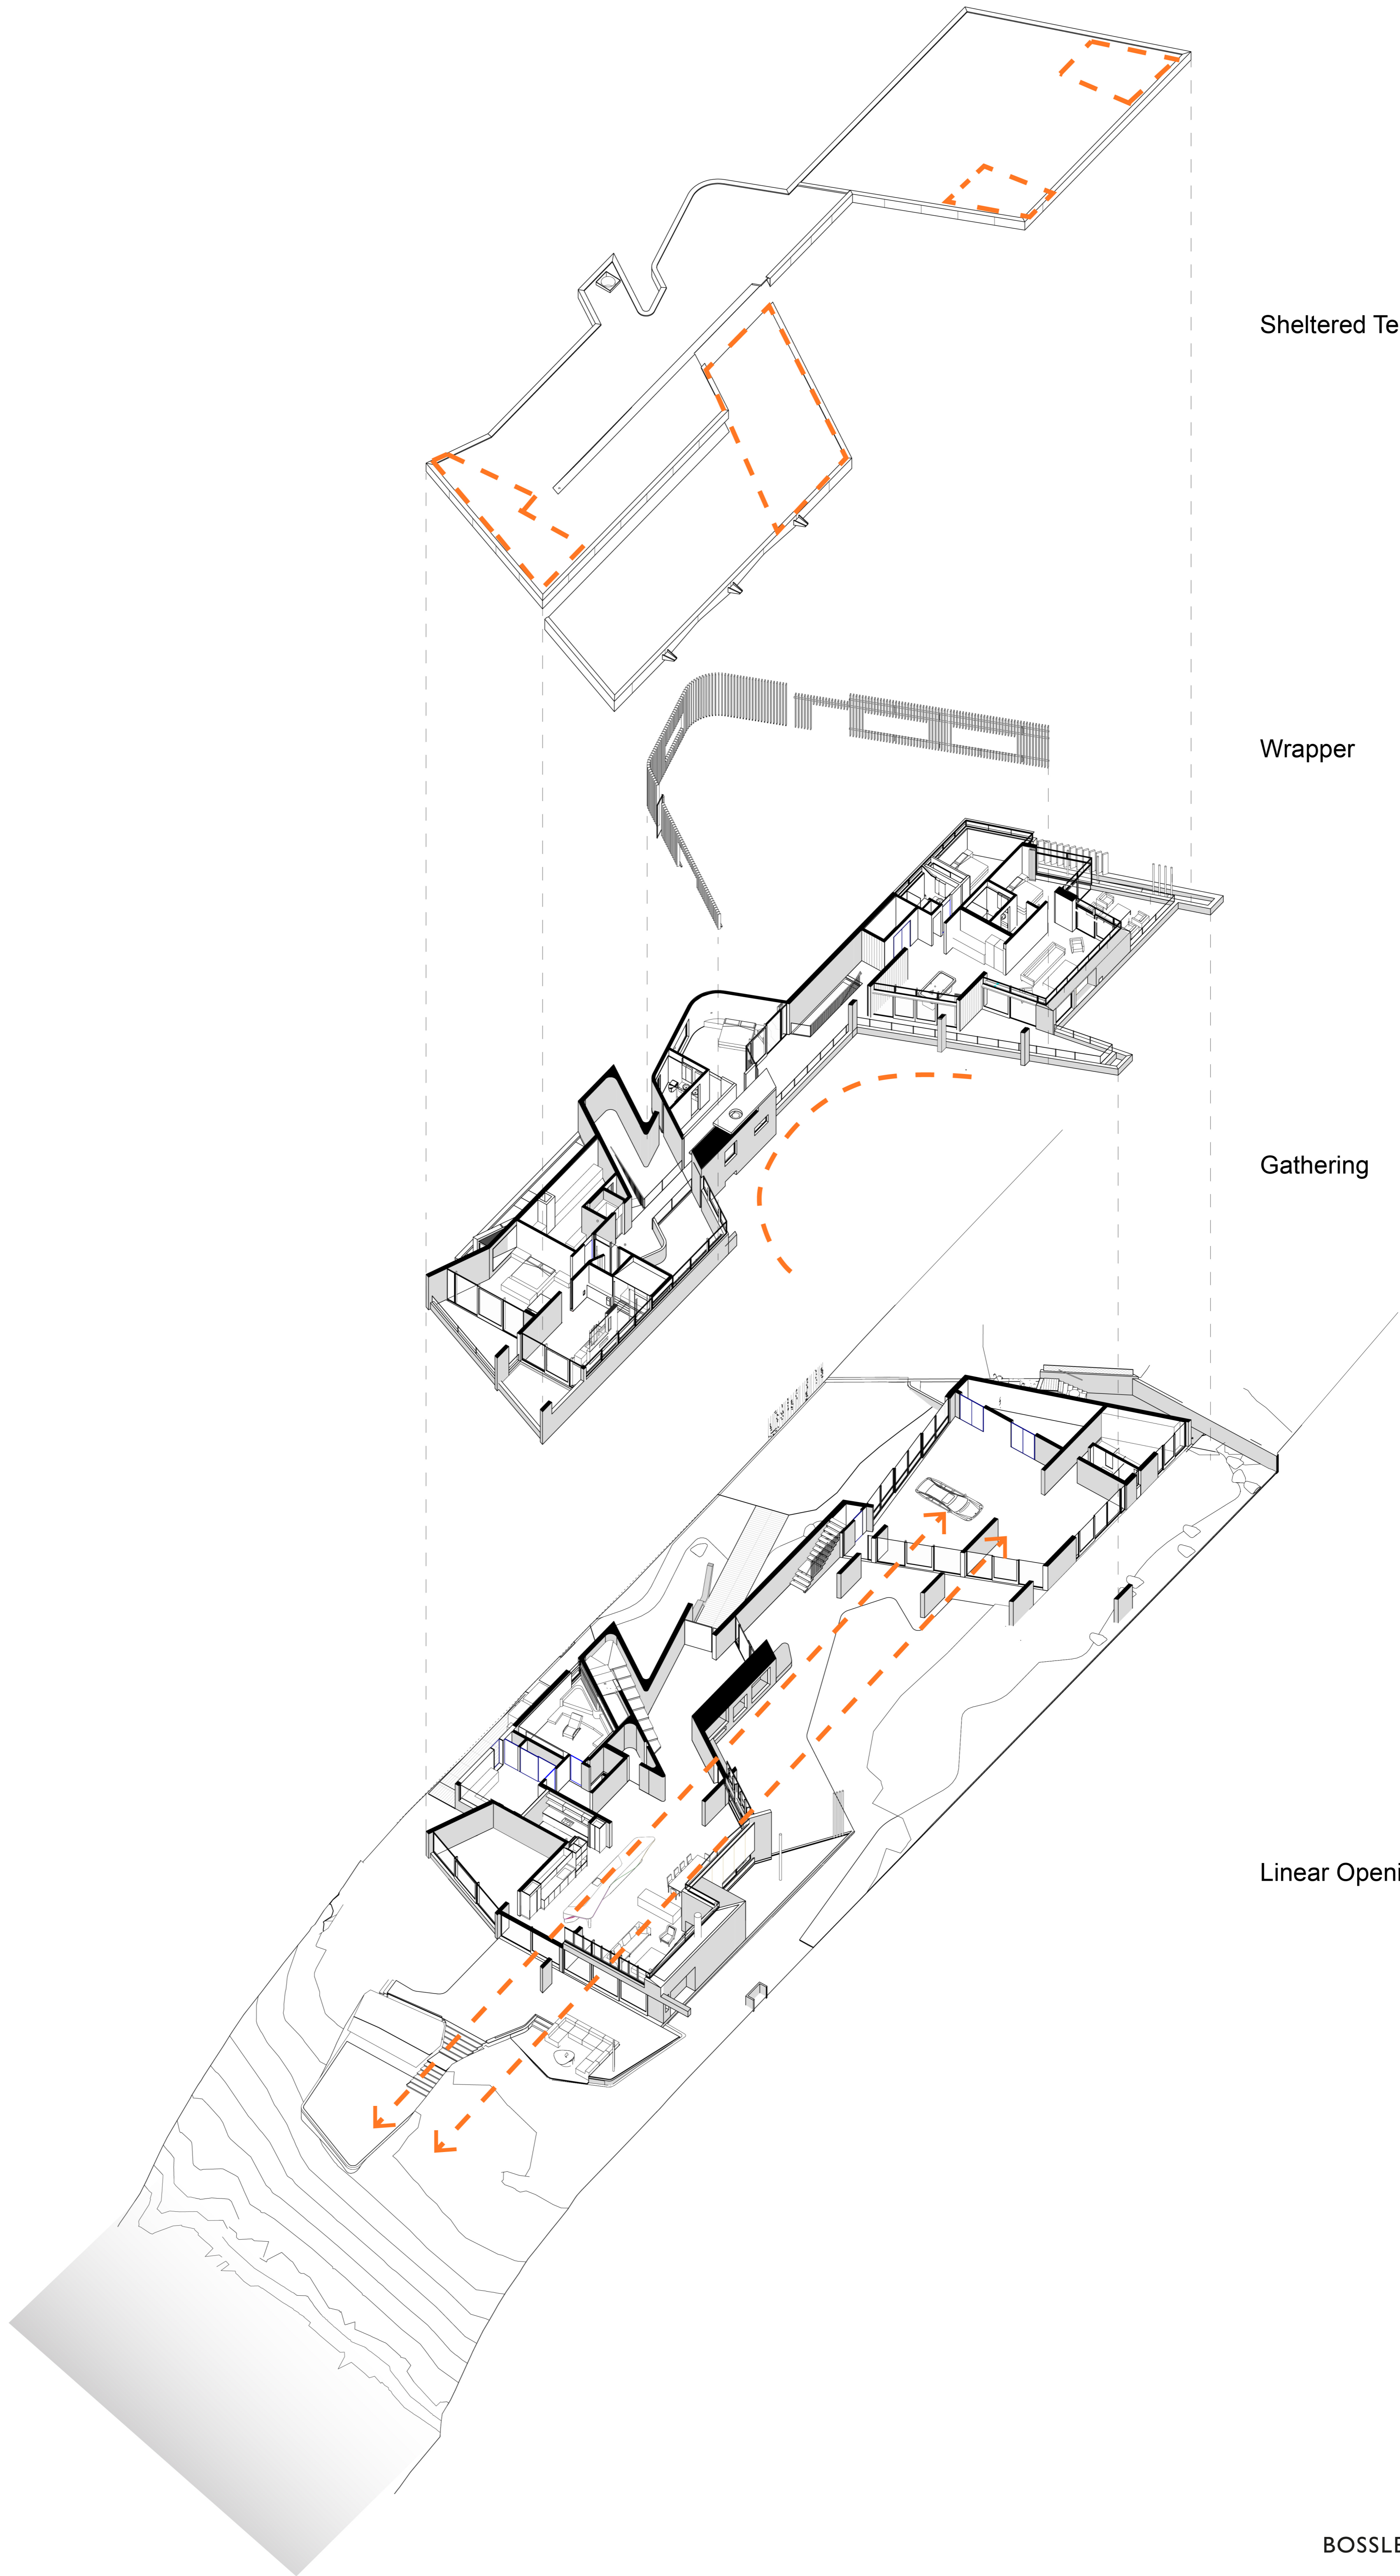 Sheltered Te
Wrapper
Gathering
Linear Openi
BOSSLE